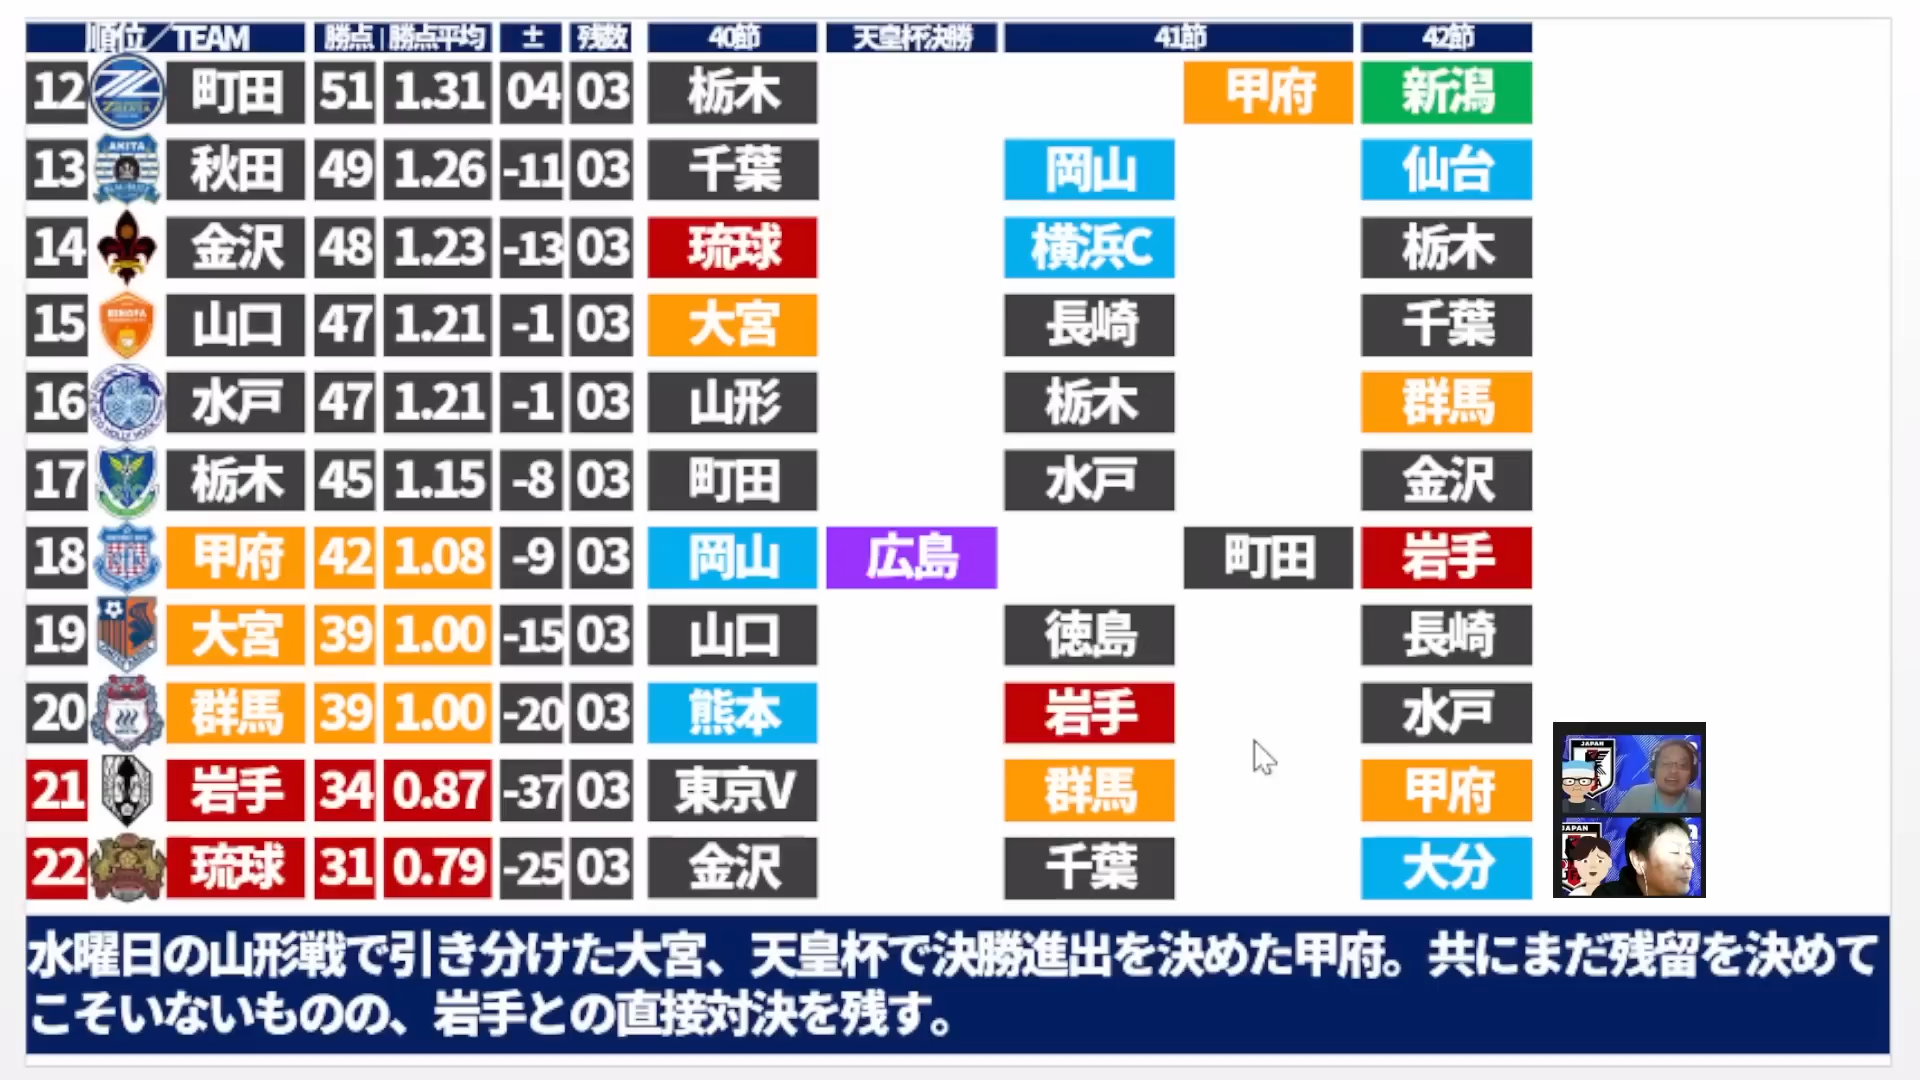 順位／TEAM 勝点 | 勝点平均 ± 残数 40節 天皇杯決勝 41節 42節
12 町田 51 1.31 04 03 栃木 甲府 新潟
13 AKITA 秋田 49 1.26 -11 03 千葉 岡山 仙台
14 金沢 48 1.23 -13 03 琉球 横浜C 栃木
15 RENOFA 山口 47 1.21 -1 03 大宮 長崎 千葉
16 水戸 47 1.21 -1 03 山形 栃木 群馬
17 栃木 45 1.15 -8 03 町田 水戸 金沢
18 甲府 42 1.08 -9 03 岡山 広島 町田 岩手
19 大宮 39 1.00 -15 03 山口 徳島 長崎
20 群馬 39 1.00 -20 03 熊本 岩手 水戸
21 岩手 34 0.87 -37 03 東京V 群馬 甲府
22 琉球 31 0.79 -25 03 金沢 千葉 大分
JAPAN
JAPAN
水曜日の山形戦で引き分けた大宮、天皇杯で決勝進出を決めた甲府。共にまだ残留を決めて
こそいないものの、岩手との直接対決を残す。